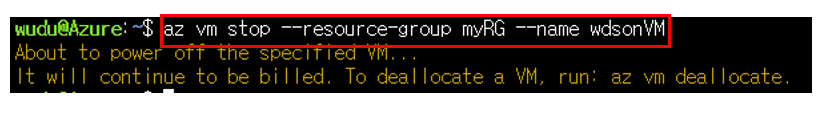 wudu@Azure:~$ az vm stop --resource-group myRG --name wdsonVM
About to power off the specified VM...
It will continue to be billed. To deallocate a VM, run: az vm deallocate.